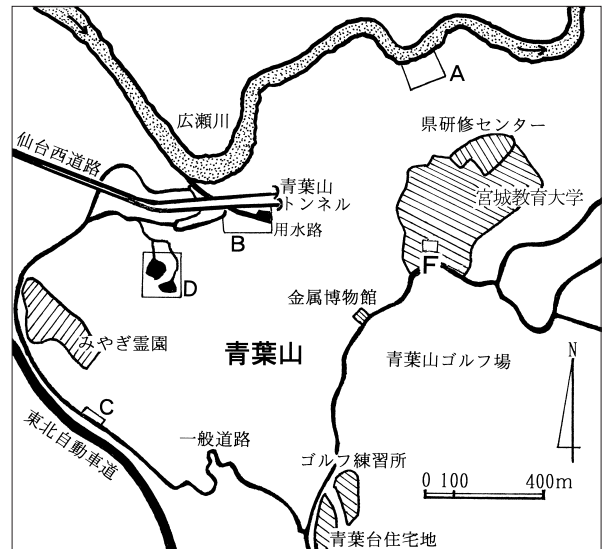 A
広瀬川
県研修センター
仙台西道路
青葉山
トンネル
宮城教育大学
B
用水路
F
D
金属博物館
みやぎ霊園
青葉山
青葉山ゴルフ場
N
C
東北自動車道
一般道路
ゴルフ練習所
0 100 400m
青葉台住宅地